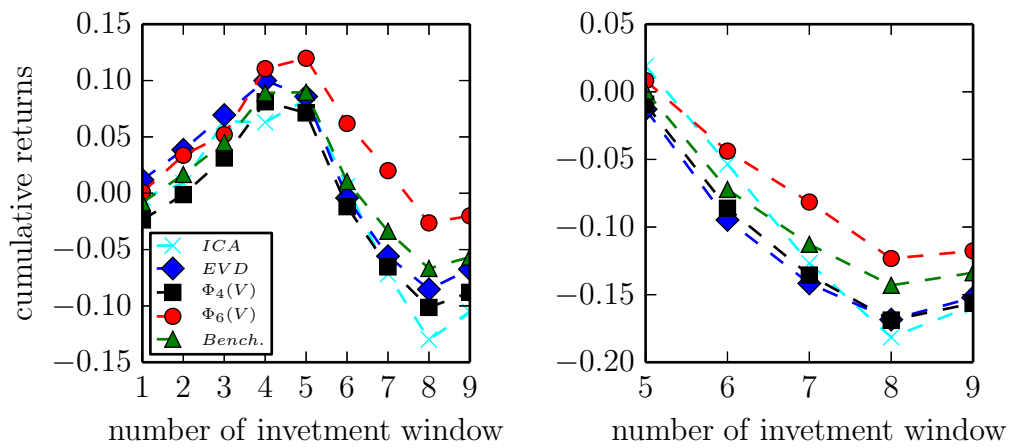 0.15
0.10
0.05
0.00
−0.05
−0.10
−0.15
cumulative returns
ICA
EVD
Φ₄(V)
Φ₆(V)
Bench.
1 2 3 4 5 6 7 8 9
number of invetment window
0.05
0.00
−0.05
−0.10
−0.15
−0.20
5 6 7 8 9
number of invetment window